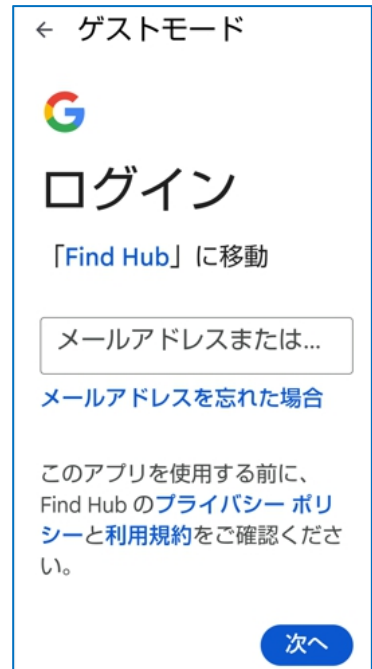 ← ゲストモード
ログイン
「Find Hub」に移動
メールアドレスまたは...
メールアドレスを忘れた場合
このアプリを使用する前に、
Find Hub のプライバシー ポリ
シーと利用規約をご確認くださ
い。
次へ